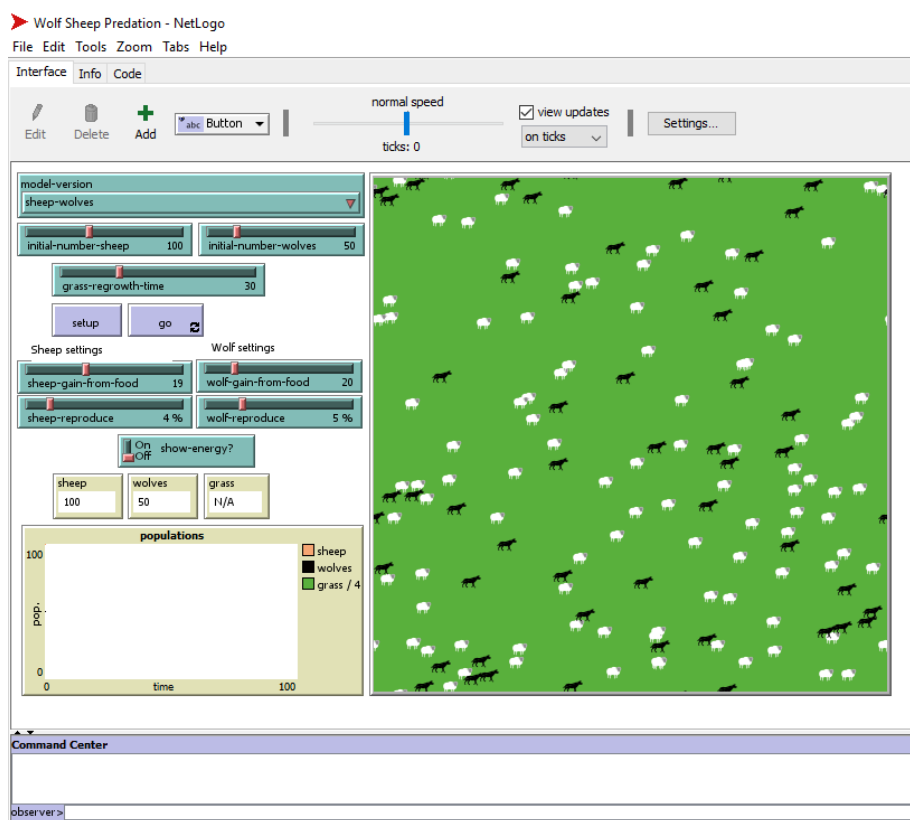 Wolf Sheep Predation - NetLogo
File Edit Tools Zoom Tabs Help
Interface Info Code
Edit Delete Add abc Button normal speed ticks: 0 view updates on ticks Settings...
model-version
sheep-wolves
initial-number-sheep 100 initial-number-wolves 50
grass-regrowth-time 30
setup go
Sheep settings Wolf settings
sheep-gain-from-food 19 wolf-gain-from-food 20
sheep-reproduce 4 % wolf-reproduce 5 %
On
Off show-energy?
sheep wolves grass
100 50 N/A
populations
100
pop.
0
0 time 100
sheep
wolves
grass / 4
Command Center
observer>